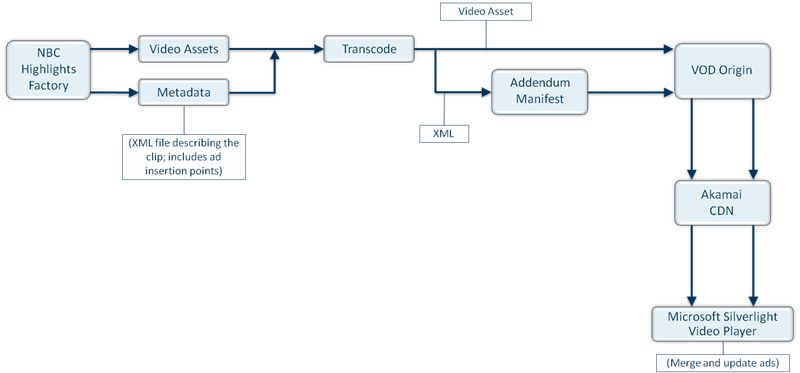 Video Asset
NBC
Highlights
Factory
Video Assets
Transcode
VOD Origin
Metadata
Addendum
Manifest
XML
(XML file describing the
clip; includes ad
insertion points)
Akamai
CDN
Microsoft Silverlight
Video Player
(Merge and update ads)